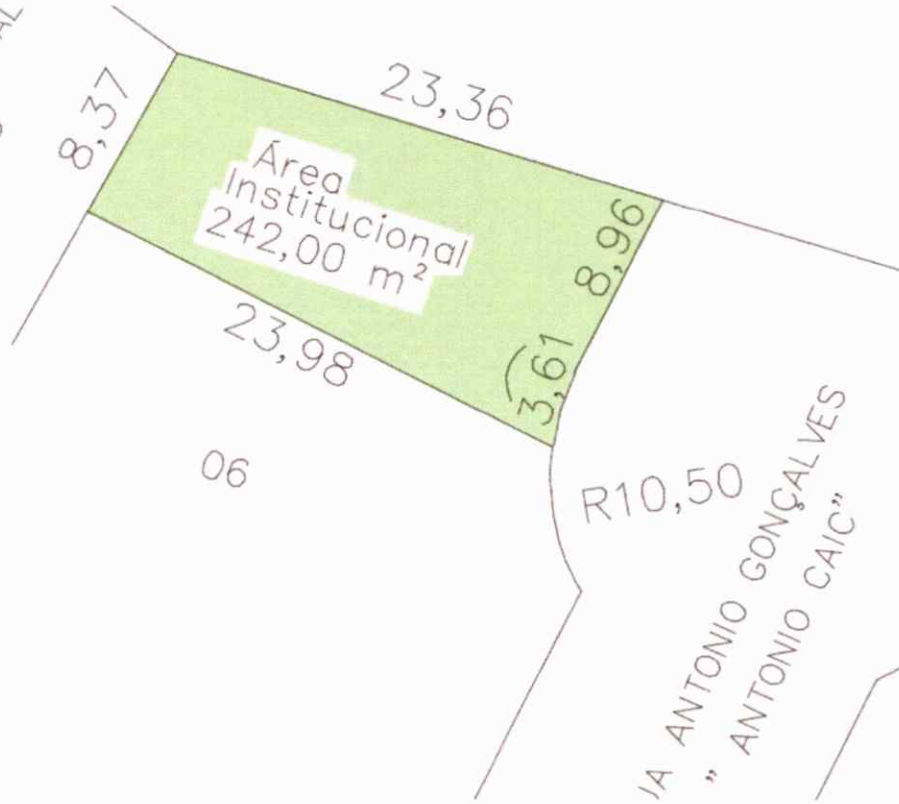 23,36
8,37
Área
Institucional
242,00 m²
8,96
3,61
23,98
06
R10,50
ANTONIO GONÇALVES
" ANTONIO CAIC"